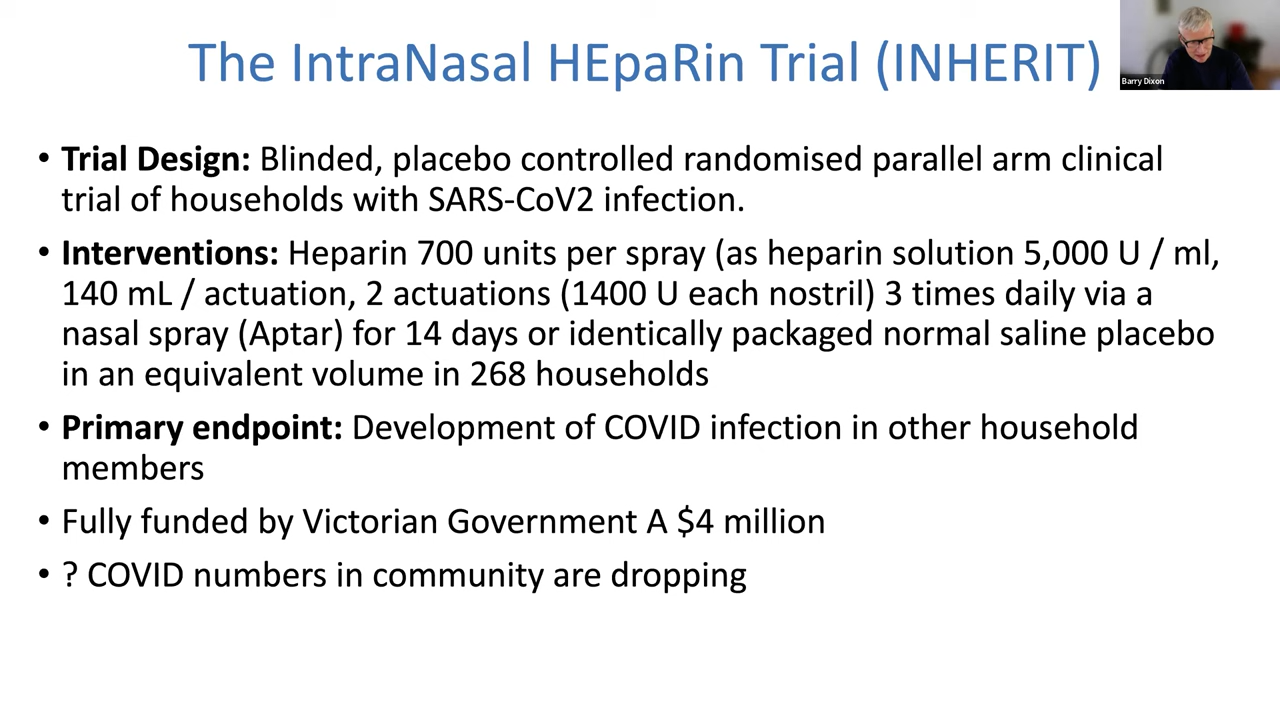 The IntraNasal HEpaRin Trial (INHERIT)
Barry Dixon
• Trial Design: Blinded, placebo controlled randomised parallel arm clinical
trial of households with SARS-CoV2 infection.
• Interventions: Heparin 700 units per spray (as heparin solution 5,000 U / ml,
140 mL / actuation, 2 actuations (1400 U each nostril) 3 times daily via a
nasal spray (Aptar) for 14 days or identically packaged normal saline placebo
in an equivalent volume in 268 households
• Primary endpoint: Development of COVID infection in other household
members
• Fully funded by Victorian Government A $4 million
• ? COVID numbers in community are dropping